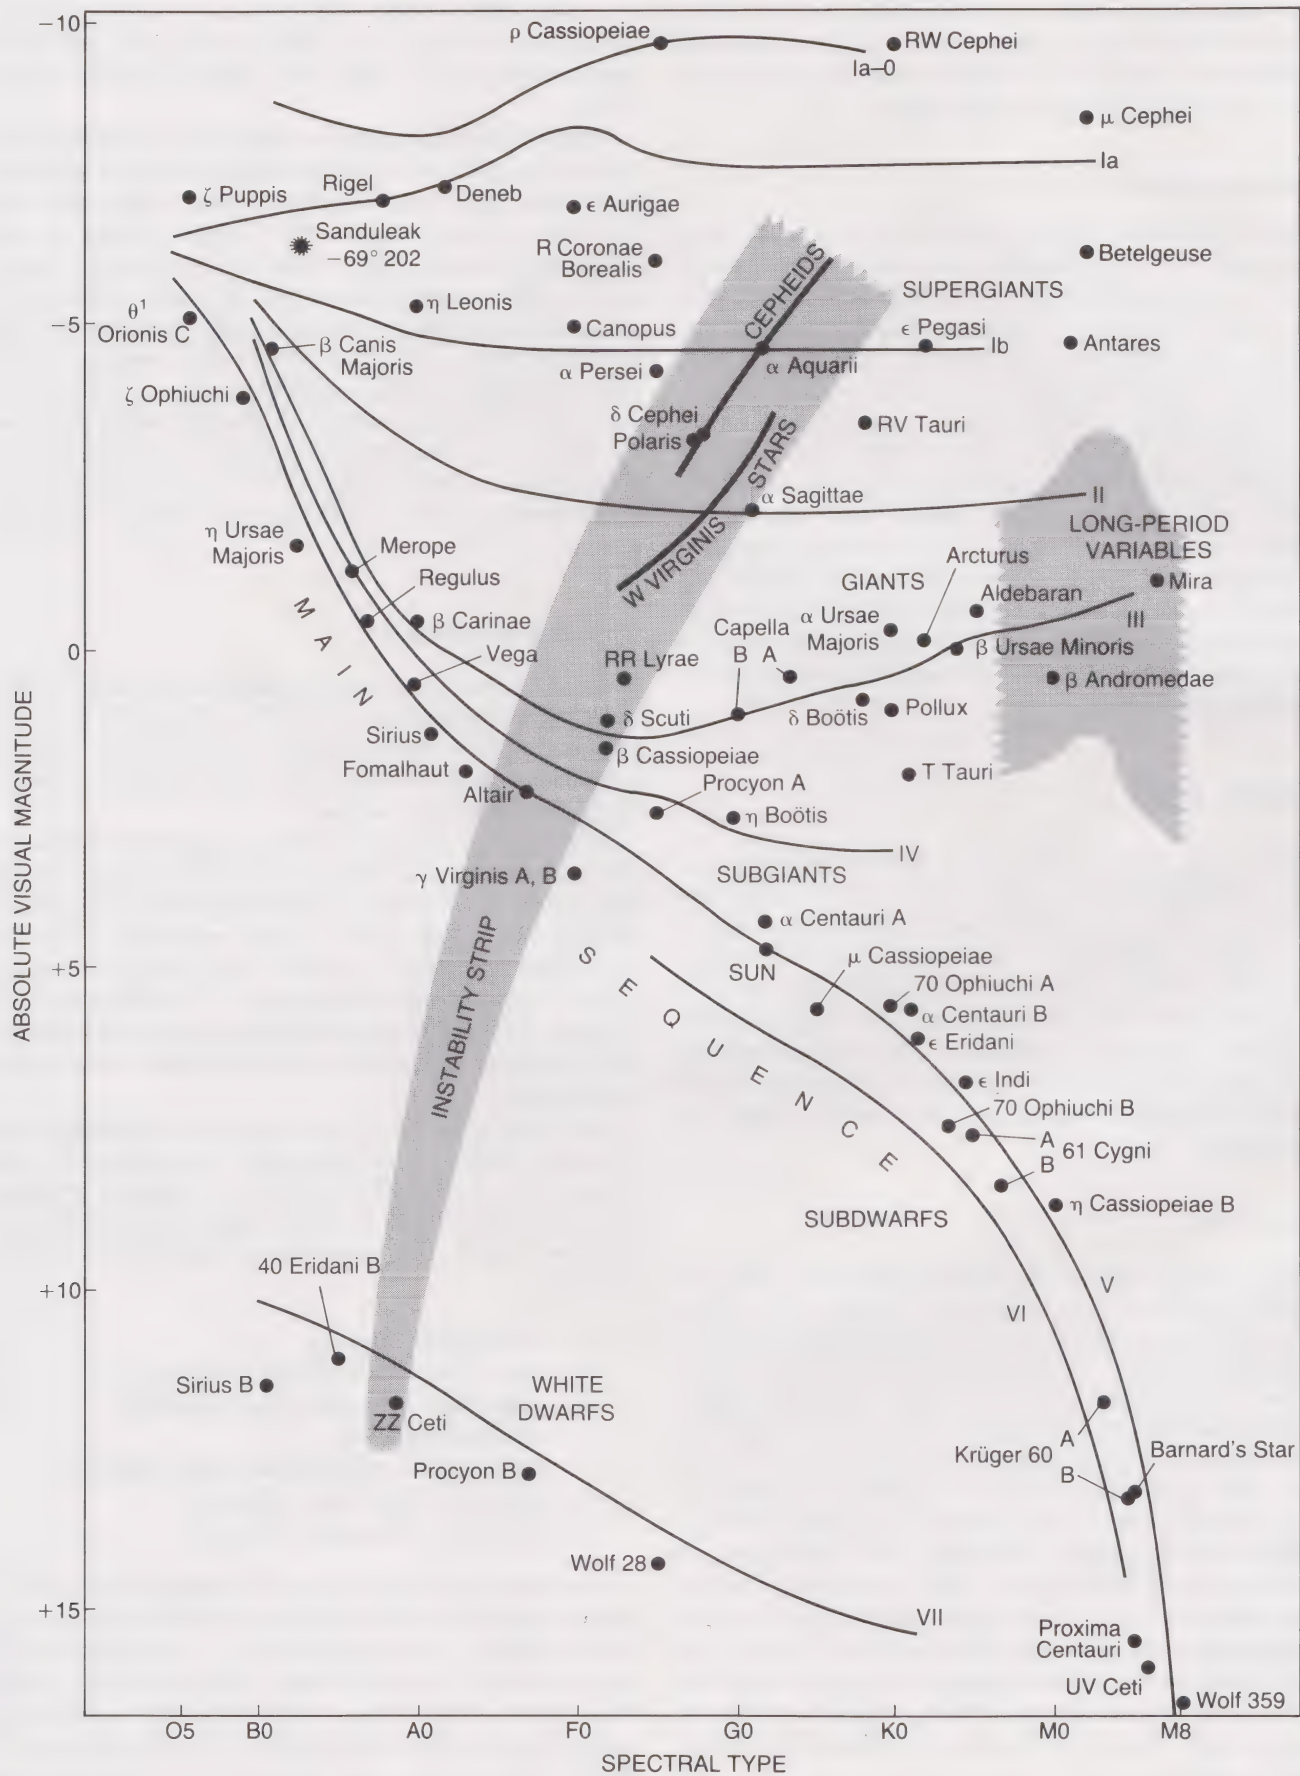 −10
ρ Cassiopeiae
RW Cephei
Ia–0
μ Cephei
Ia
ζ Puppis
Rigel
Deneb
ϵ Aurigae
Sanduleak
−69° 202
R Coronae
Borealis
Betelgeuse
CEPHEIDS
SUPERGIANTS
θ¹
Orionis C
−5
η Leonis
Canopus
ϵ Pegasi
Ib
Antares
β Canis
Majoris
α Persei
α Aquarii
ζ Ophiuchi
δ Cephei
Polaris
RV Tauri
STARS
α Sagittae
II
LONG-PERIOD
VARIABLES
η Ursae
Majoris
Merope
W VIRGINIS
Arcturus
Regulus
GIANTS
Aldebaran
Mira
MAIN
β Carinae
Capella
B A
α Ursae
Majoris
III
0
Vega
RR Lyrae
β Ursae Minoris
β Andromedae
δ Scuti
δ Boötis
Pollux
Sirius
β Cassiopeiae
Fomalhaut
Procyon A
T Tauri
Altair
η Boötis
IV
γ Virginis A, B
SUBGIANTS
α Centauri A
INSTABILITY STRIP
SEQUENCE
+5
SUN
μ Cassiopeiae
70 Ophiuchi A
α Centauri B
ϵ Eridani
ϵ Indi
70 Ophiuchi B
A
B
61 Cygni
η Cassiopeiae B
SUBDWARFS
40 Eridani B
+10
V
VI
Sirius B
WHITE
DWARFS
ZZ Ceti
Krüger 60
A
B
Barnard's Star
Procyon B
Wolf 28
+15
VII
Proxima
Centauri
UV Ceti
Wolf 359
ABSOLUTE VISUAL MAGNITUDE
O5 B0 A0 F0 G0 K0 M0 M8
SPECTRAL TYPE